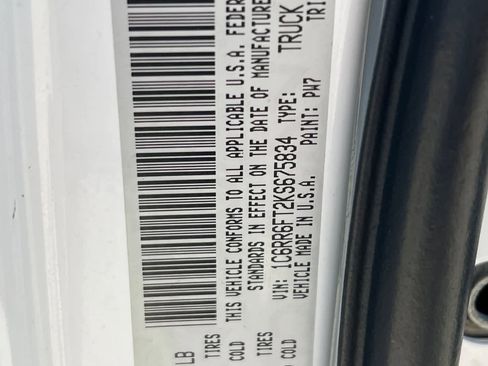 LB
TIRES
COLD
TIRES
COLD
THIS VEHICLE CONFORMS TO ALL APPLICABLE U.S.A. FEDER
STANDARDS IN EFFECT ON THE DATE OF MANUFACTURE
VIN: 1C6RR6FT2KS675834 TYPE: TRUCK
VEHICLE MADE IN U.S.A. PAINT: PW7 TRI